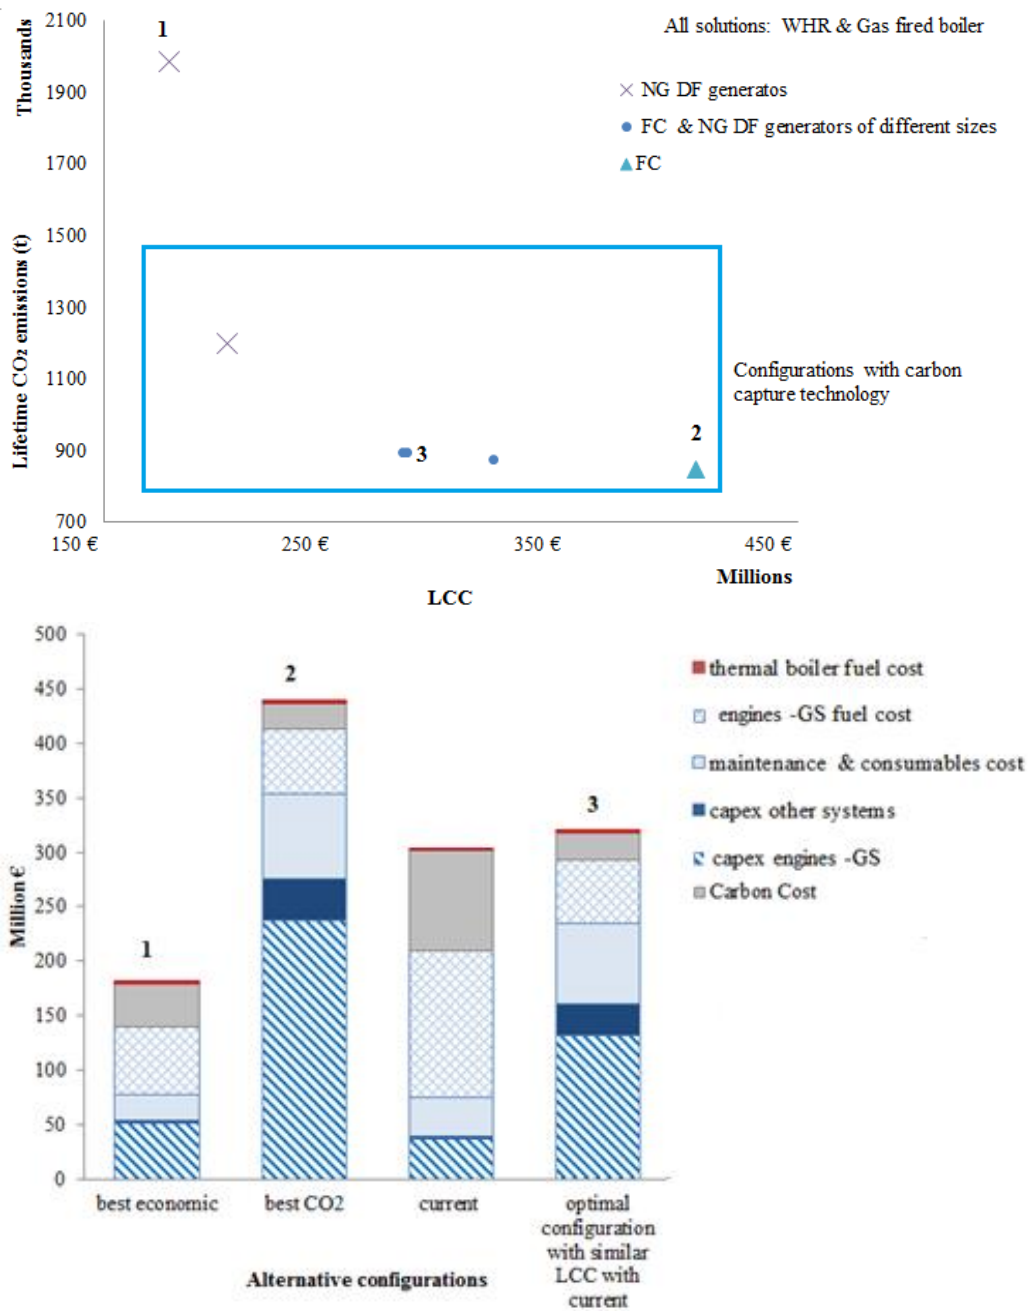 2100
1
All solutions: WHR & Gas fired boiler
Thousands
1900
NG DF generatos
FC & NG DF generators of different sizes
1700
FC
1500
Lifetime CO2 emissions (t)
1300
1100
Configurations with carbon
capture technology
900
3
2
700
150 €
250 €
350 €
450 €
Millions
LCC
500
450
400
350
300
250
200
150
100
50
0
Million €
1
2
3
thermal boiler fuel cost
engines -GS fuel cost
maintenance & consumables cost
capex other systems
capex engines -GS
Carbon Cost
best economic
best CO2
current
optimal
configuration
with similar
LCC with
current
Alternative configurations